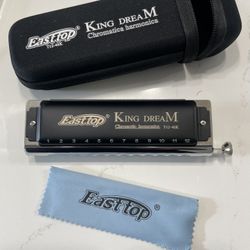 EASTTOP
T12-48K
KING DREAM
Chromatica harmonica
EASTTOP
KING DREAM
Chromatic harmonica T12-48K
1 2 3 4 5 6 7 8 9 10 11 12
EASTTOP